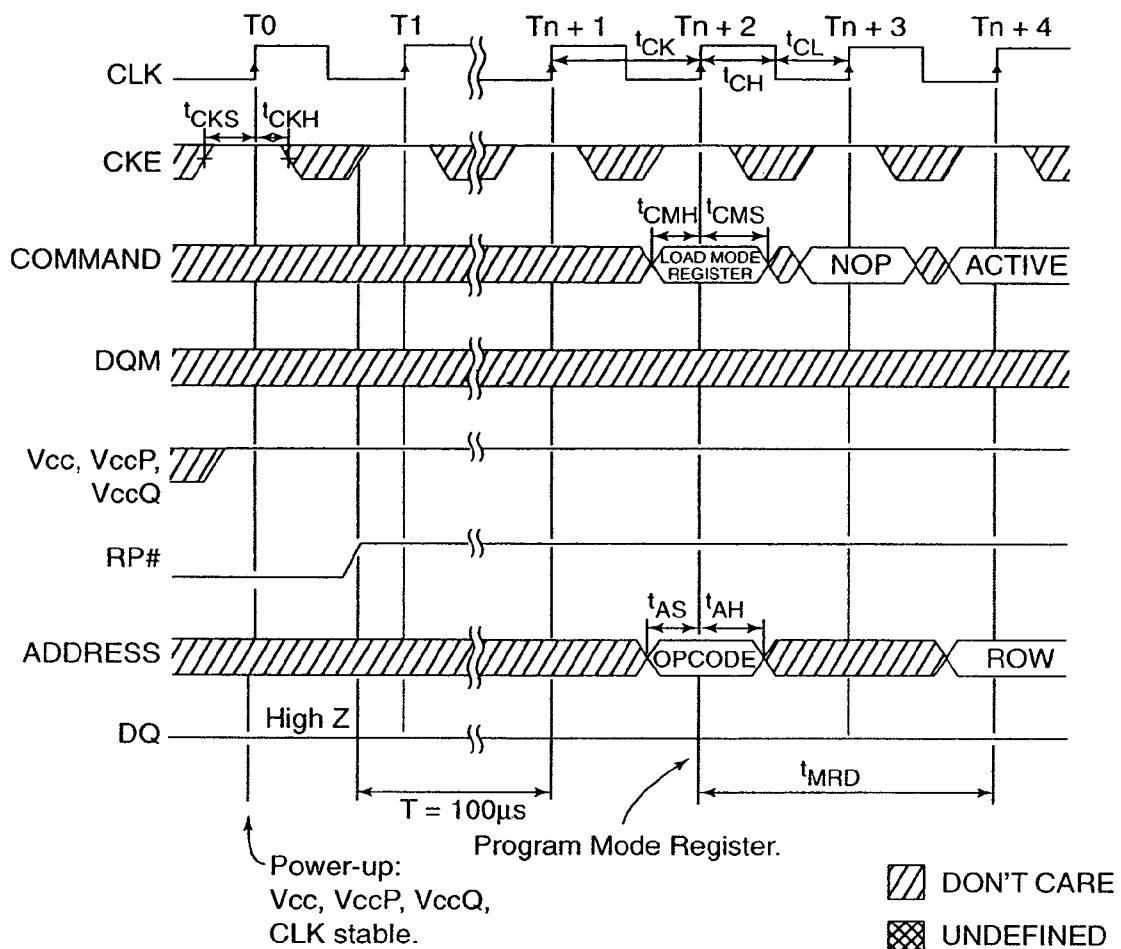 T0 T1 Tn + 1 Tn + 2 Tn + 3 Tn + 4
tCK tCL
CLK
tCH
tCKS tCKH
CKE
tCMH tCMS
COMMAND LOAD MODE REGISTER NOP ACTIVE
DQM
Vcc, VccP,
VccQ
RP#
tAS tAH
ADDRESS OPCODE ROW
High Z
DQ
tMRD
T = 100µs
Program Mode Register.
Power-up:
Vcc, VccP, VccQ,
CLK stable.
DON'T CARE
UNDEFINED